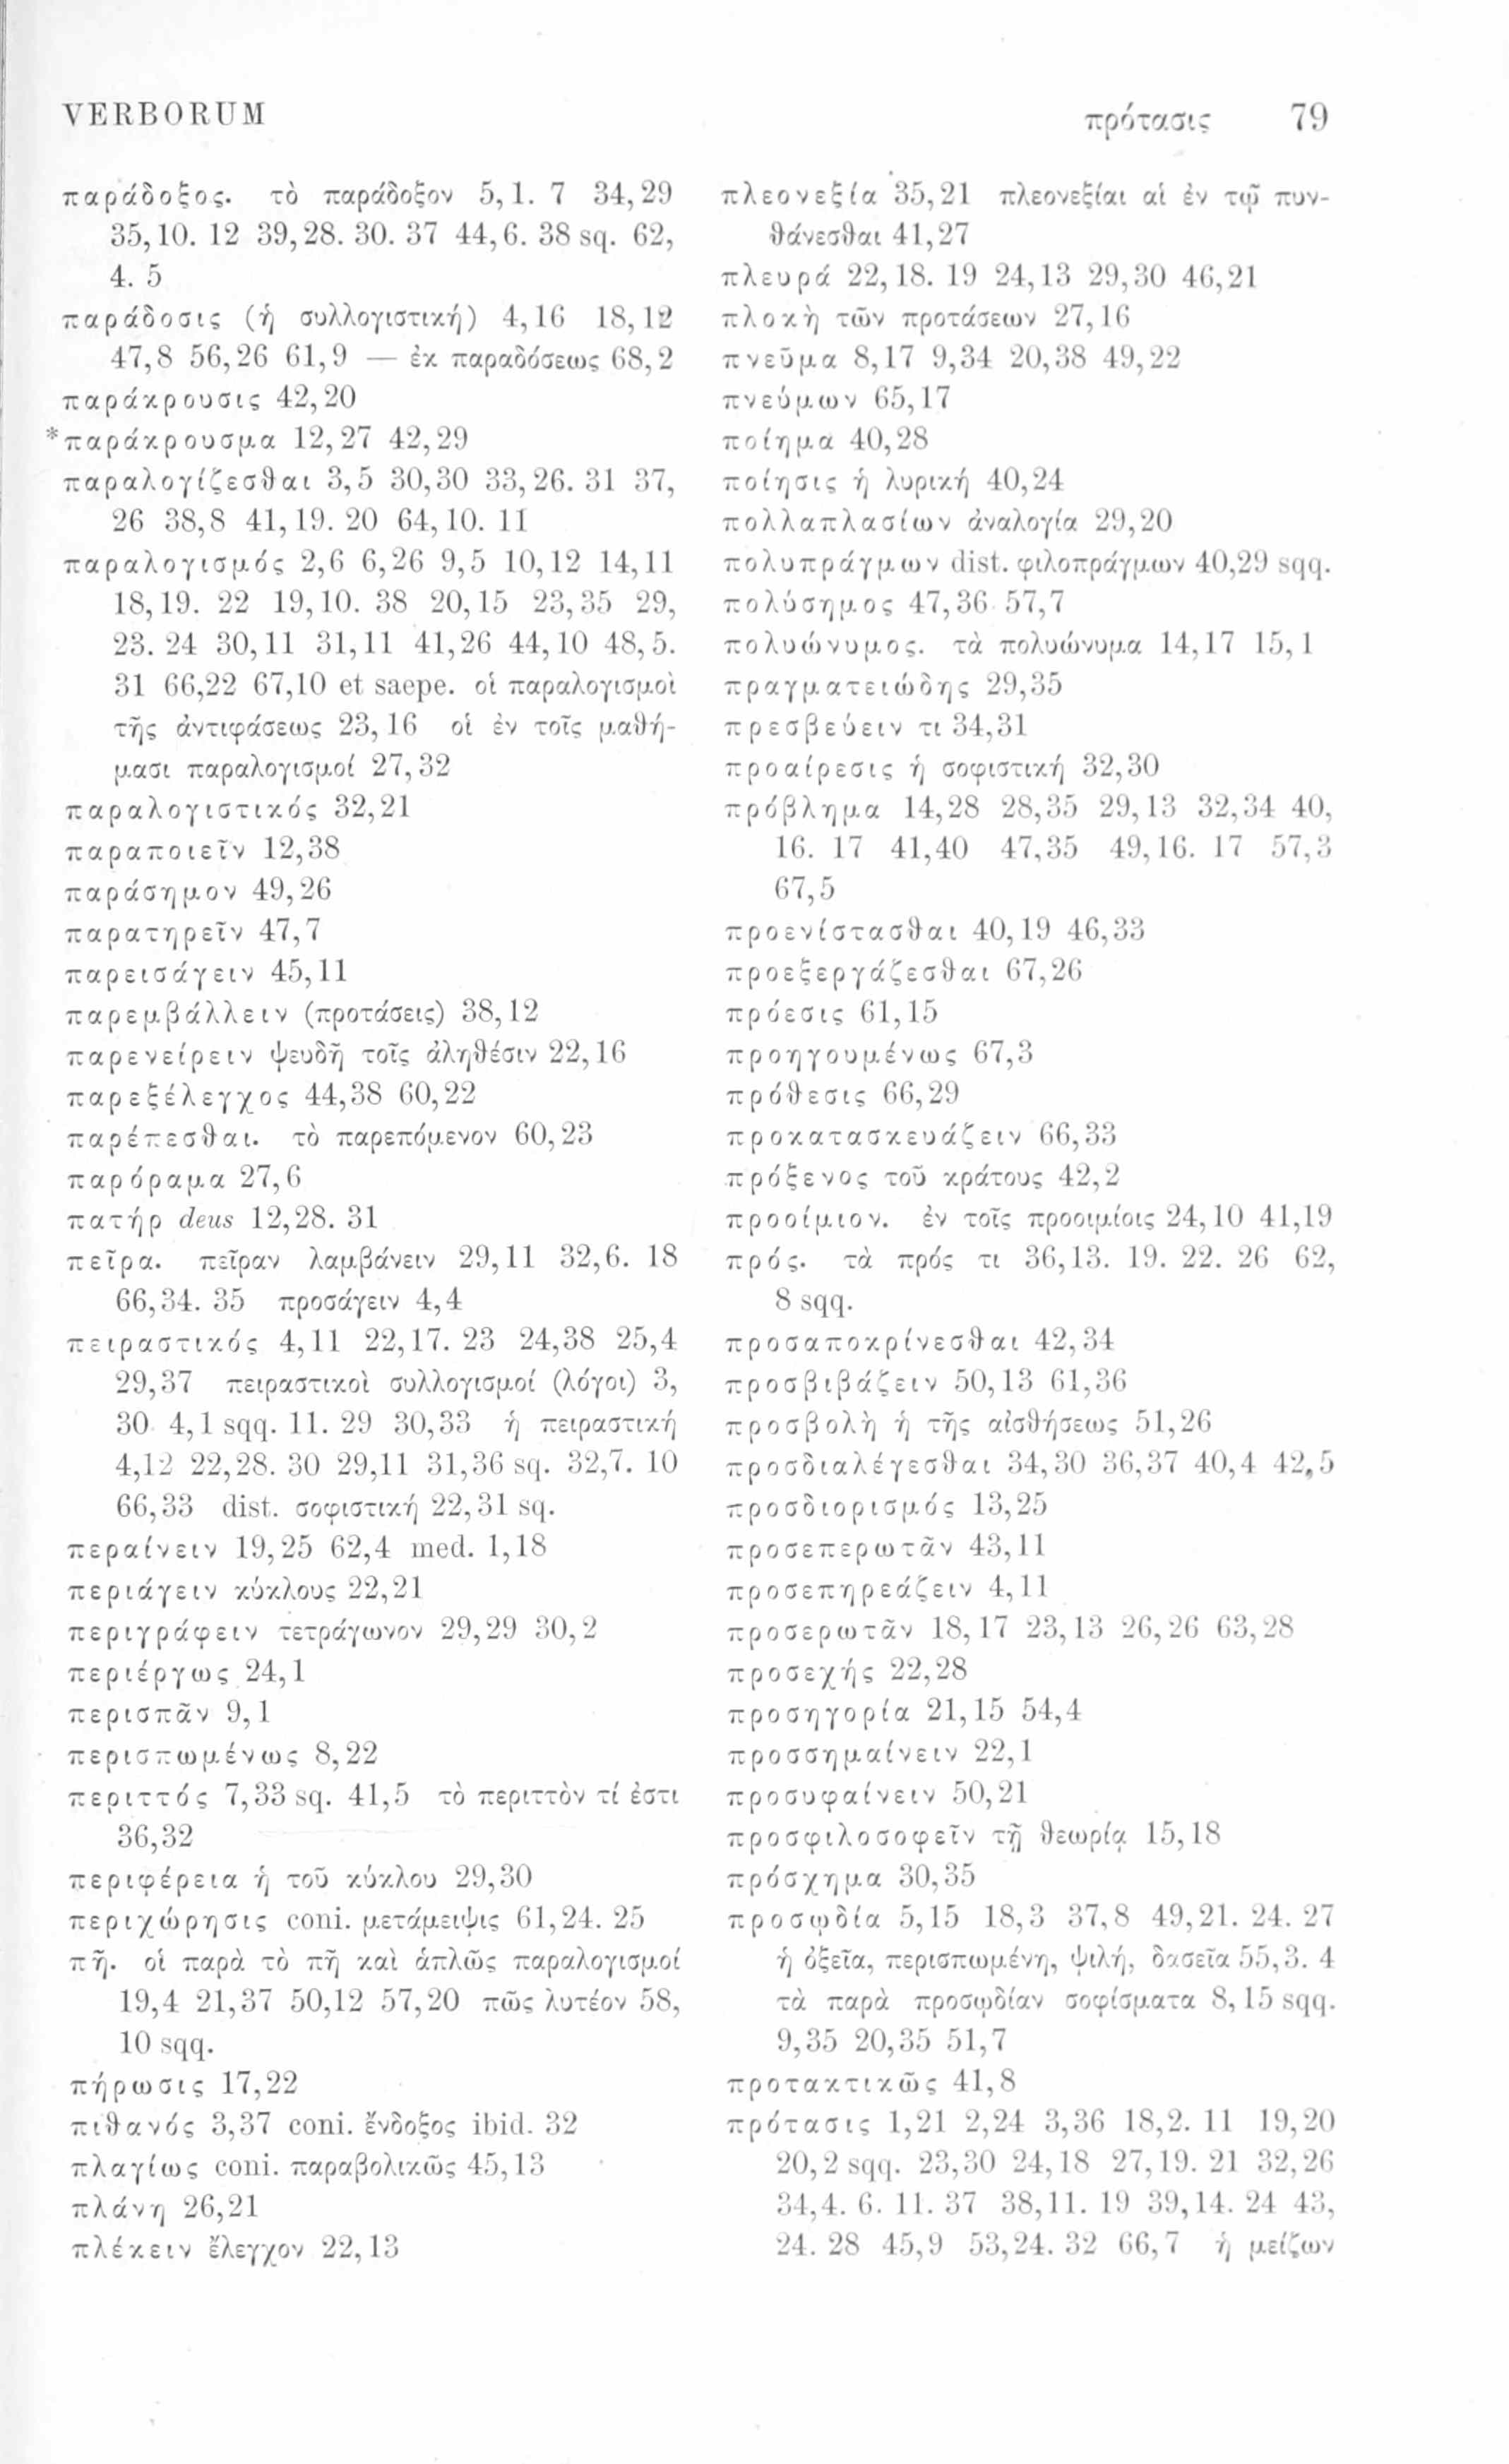 VERBORUM
πρότασις 79
παράδοξος. τὸ παράδοξον 5,1. 7 34,29
35,10. 12 39,28. 30. 37 44,6. 38 sq. 62,
4. 5
παράδοσις (ἡ συλλογιστική) 4,16 18,12
47,8 56,26 61,9 — ἐκ παραδόσεως 68,2
παράκρουσις 42,20
*παράκρουσμα 12,27 42,29
παραλογίζεσθαι 3,5 30,30 33,26. 31 37,
26 38,8 41,19. 20 64,10. 11
παραλογισμός 2,6 6,26 9,5 10,12 14,11
18,19. 22 19,10. 38 20,15 23,35 29,
23. 24 30,11 31,11 41,26 44,10 48,5.
31 66,22 67,10 et saepe. οἱ παραλογισμοὶ
τῆς ἀντιφάσεως 23,16 οἱ ἐν τοῖς μαθή-
μασι παραλογισμοί 27,32
παραλογιστικός 32,21
παραποιεῖν 12,38
παράσημον 49,26
παρατηρεῖν 47,7
παρεισάγειν 45,11
παρεμβάλλειν (προτάσεις) 38,12
παρενείρειν ψευδῆ τοῖς ἀληθέσιν 22,16
παρεξέλεγχος 44,38 60,22
παρέπεσθαι. τὸ παρεπόμενον 60,23
παρόραμα 27,6
πατήρ deus 12,28. 31
πεῖρα. πεῖραν λαμβάνειν 29,11 32,6. 18
66,34. 35 προσάγειν 4,4
πειραστικός 4,11 22,17. 23 24,38 25,4
29,37 πειραστικοὶ συλλογισμοί (λόγοι) 3,
30 4,1 sqq. 11. 29 30,33 ἡ πειραστική
4,12 22,28. 30 29,11 31,36 sq. 32,7. 10
66,33 dist. σοφιστική 22,31 sq.
περαίνειν 19,25 62,4 med. 1,18
περιάγειν κύκλους 22,21
περιγράφειν τετράγωνον 29,29 30,2
περιέργως 24,1
περισπᾶν 9,1
περισπωμένως 8,22
περιττός 7,33 sq. 41,5 τὸ περιττὸν τί ἐστι
36,32
περιφέρεια ἡ τοῦ κύκλου 29,30
περιχώρησις coni. μετάμειψις 61,24. 25
πῆ. οἱ παρὰ τὸ πῆ καὶ ἁπλῶς παραλογισμοί
19,4 21,37 50,12 57,20 πῶς λυτέον 58,
10 sqq.
πήρωσις 17,22
πιθανός 3,37 coni. ἔνδοξος ibid. 32
πλαγίως coni. παραβολικῶς 45,13
πλάνη 26,21
πλέκειν ἔλεγχον 22,13
πλεονεξία 35,21 πλεονεξίαι αἱ ἐν τῷ πυν-
θάνεσθαι 41,27
πλευρά 22,18. 19 24,13 29,30 46,21
πλοκὴ τῶν προτάσεων 27,16
πνεῦμα 8,17 9,34 20,38 49,22
πνεύμων 65,17
ποίημα 40,28
ποίησις ἡ λυρική 40,24
πολλαπλασίων ἀναλογία 29,20
πολυπράγμων dist. φιλοπράγμων 40,29 sqq.
πολύσημος 47,36 57,7
πολυώνυμος. τὰ πολυώνυμα 14,17 15,1
πραγματειώδης 29,35
πρεσβεύειν τι 34,31
προαίρεσις ἡ σοφιστική 32,30
πρόβλημα 14,28 28,35 29,13 32,34 40,
16. 17 41,40 47,35 49,16. 17 57,3
67,5
προενίστασθαι 40,19 46,33
προεξεργάζεσθαι 67,26
πρόεσις 61,15
προηγουμένως 67,3
πρόθεσις 66,29
προκατασκευάζειν 66,33
πρόξενος τοῦ κράτους 42,2
προοίμιον. ἐν τοῖς προοιμίοις 24,10 41,19
πρός. τὰ πρός τι 36,13. 19. 22. 26 62,
8 sqq.
προσαποκρίνεσθαι 42,34
προσβιβάζειν 50,13 61,36
προσβολὴ ἡ τῆς αἰσθήσεως 51,26
προσδιαλέγεσθαι 34,30 36,37 40,4 42,5
προσδιορισμός 13,25
προσεπερωτᾶν 43,11
προσεπηρεάζειν 4,11
προσερωτᾶν 18,17 23,13 26,26 63,28
προσεχής 22,28
προσηγορία 21,15 54,4
προσσημαίνειν 22,1
προσυφαίνειν 50,21
προσφιλοσοφεῖν τῇ θεωρίᾳ 15,18
πρόσχημα 30,35
προσῳδία 5,15 18,3 37,8 49,21. 24. 27
ἡ ὀξεῖα, περισπωμένη, ψιλή, δασεῖα 55,3. 4
τὰ παρὰ προσῳδίαν σοφίσματα 8,15 sqq.
9,35 20,35 51,7
προτακτικῶς 41,8
πρότασις 1,21 2,24 3,36 18,2. 11 19,20
20,2 sqq. 23,30 24,18 27,19. 21 32,26
34,4. 6. 11. 37 38,11. 19 39,14. 24 43,
24. 28 45,9 53,24. 32 66,7 ἡ μείζων